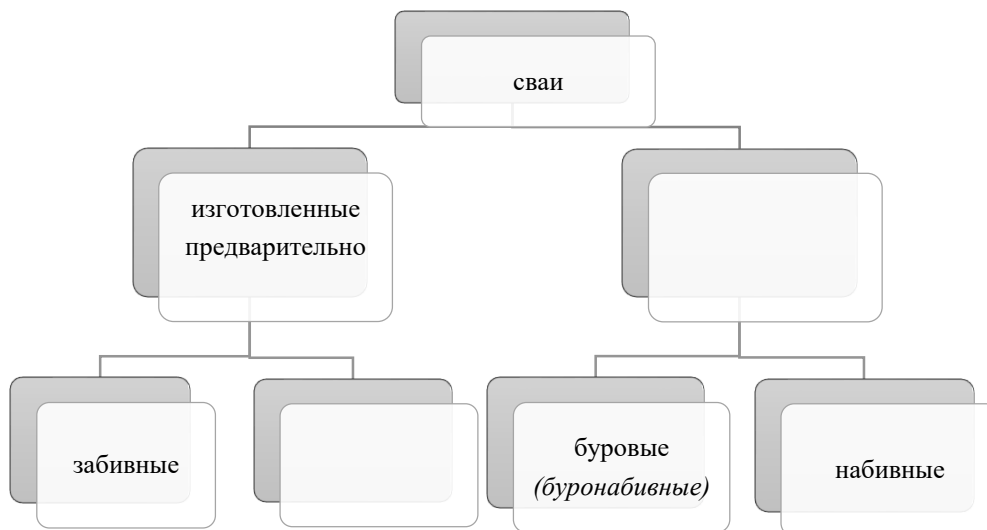 сваи
изготовленные
предварительно
забивные
буровые
(буронабивные)
набивные